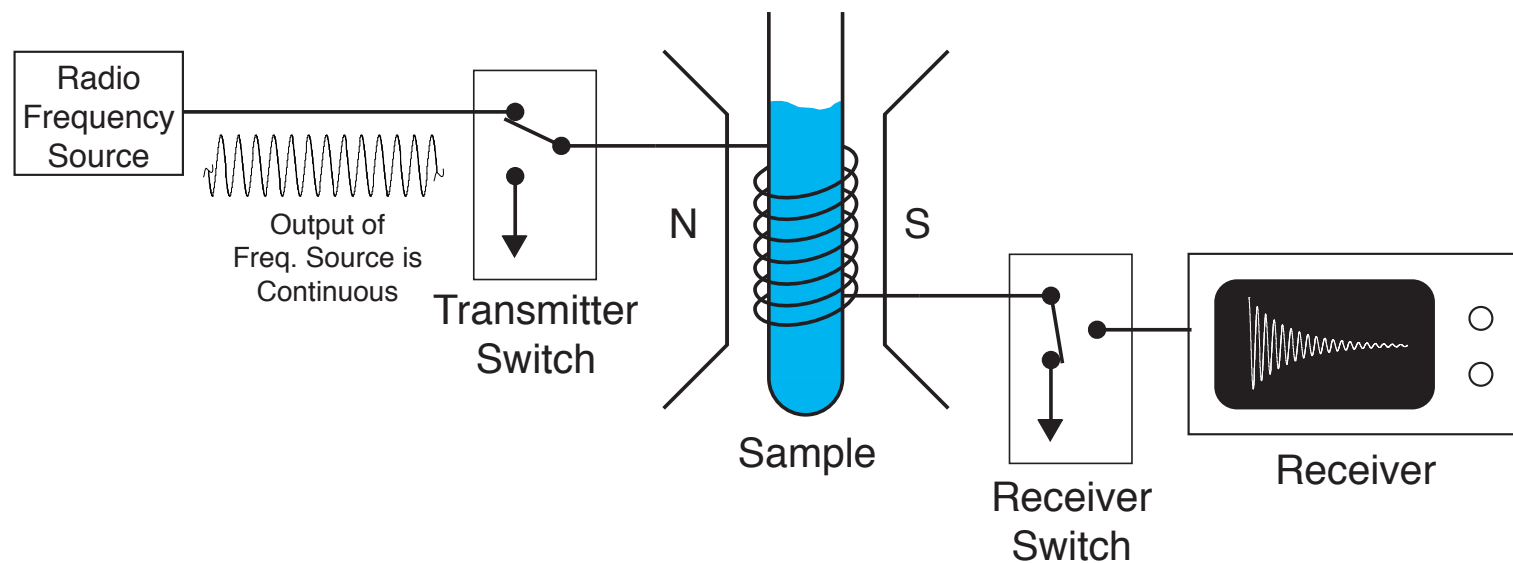 Radio
Frequency
Source
Output of
Freq. Source is
Continuous
Transmitter
Switch
N
S
Sample
Receiver
Switch
Receiver